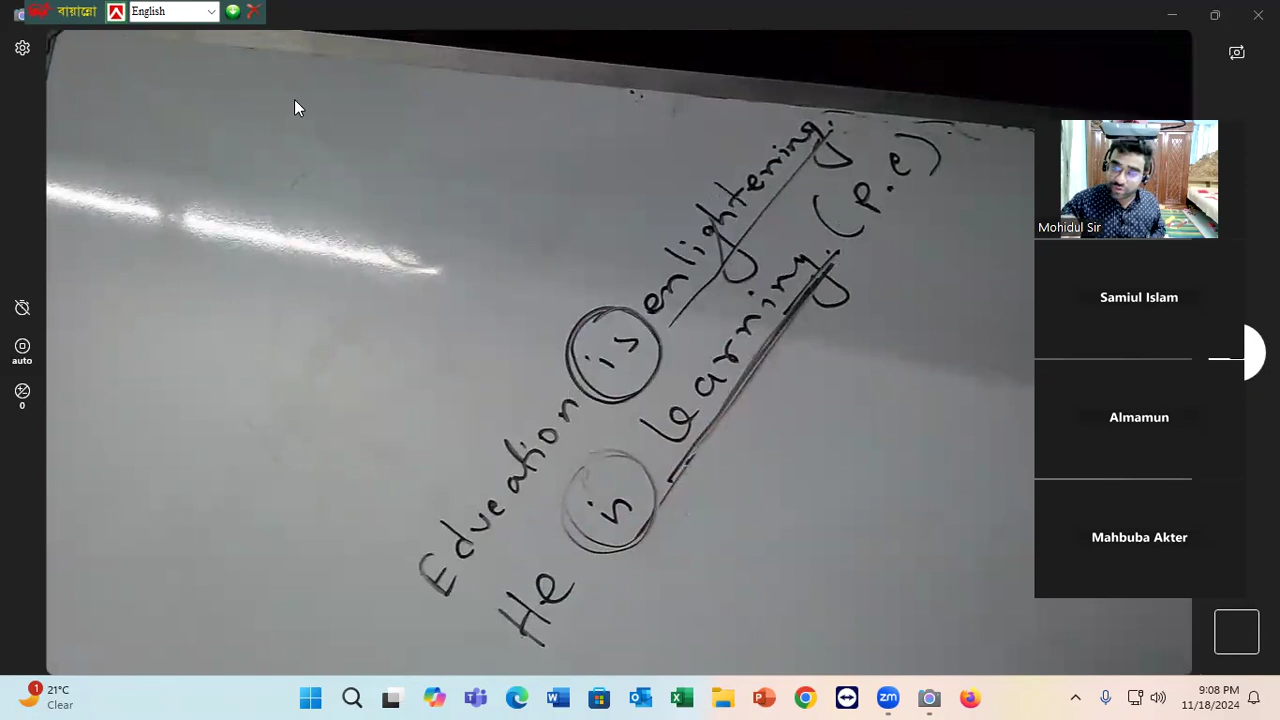 বায়ান্নো English
Education is enlightening.
He is learning. (P.C)
Mohidul Sir
Samiul Islam
Almamun
Mahbuba Akter
auto
0
1
21°C
Clear
9:08 PM
11/18/2024